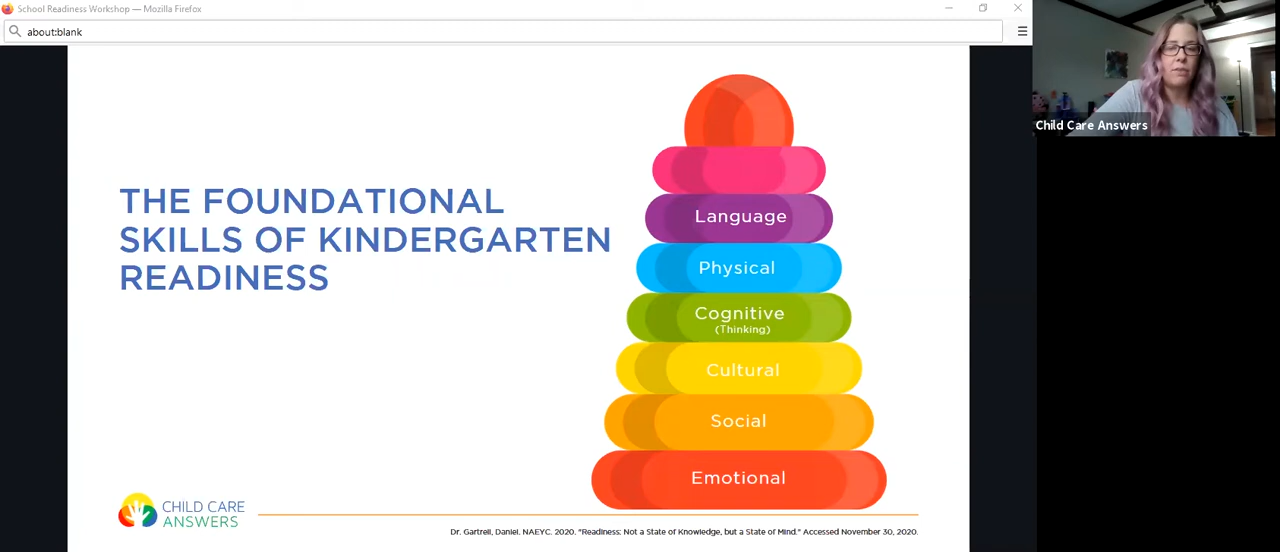 School Readiness Workshop — Mozilla Firefox
about:blank
Child Care Answers
THE FOUNDATIONAL
SKILLS OF KINDERGARTEN
READINESS
Language
Physical
Cognitive
(Thinking)
Cultural
Social
Emotional
CHILD CARE
ANSWERS
Dr. Gartrell, Daniel. NAEYC. 2020. "Readiness: Not a State of Knowledge, but a State of Mind." Accessed November 30, 2020.